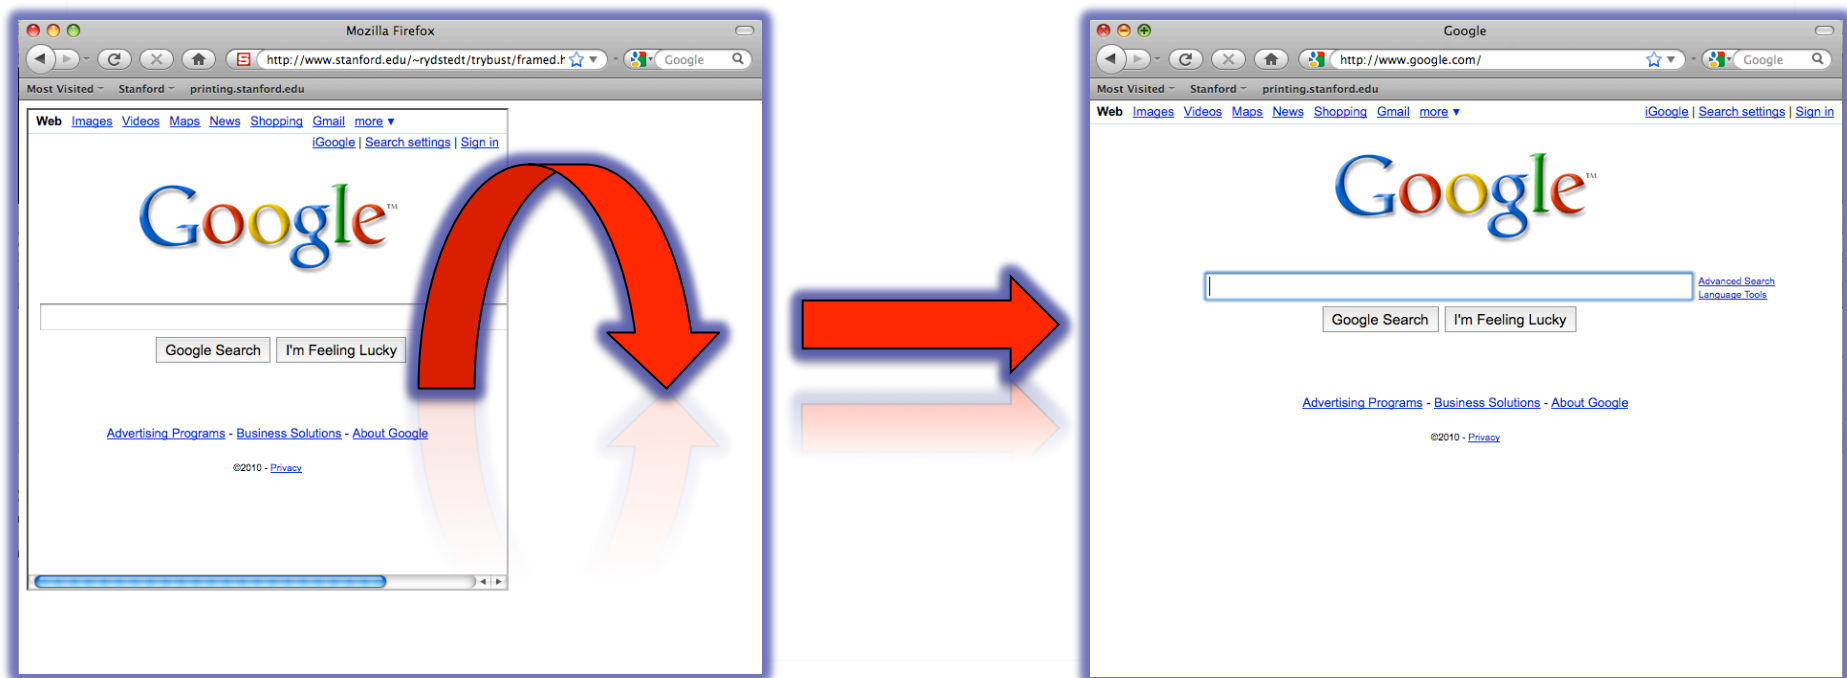 Mozilla Firefox
http://www.stanford.edu/~rydstedt/trybust/framed.h
Google
Most Visited Stanford printing.stanford.edu
Web Images Videos Maps News Shopping Gmail more ▼
iGoogle | Search settings | Sign in
Google™
Google Search I'm Feeling Lucky
Advertising Programs - Business Solutions - About Google
©2010 - Privacy
Google
http://www.google.com/
Google
Most Visited Stanford printing.stanford.edu
Web Images Videos Maps News Shopping Gmail more ▼
iGoogle | Search settings | Sign in
Google™
Advanced Search
Language Tools
Google Search I'm Feeling Lucky
Advertising Programs - Business Solutions - About Google
©2010 - Privacy